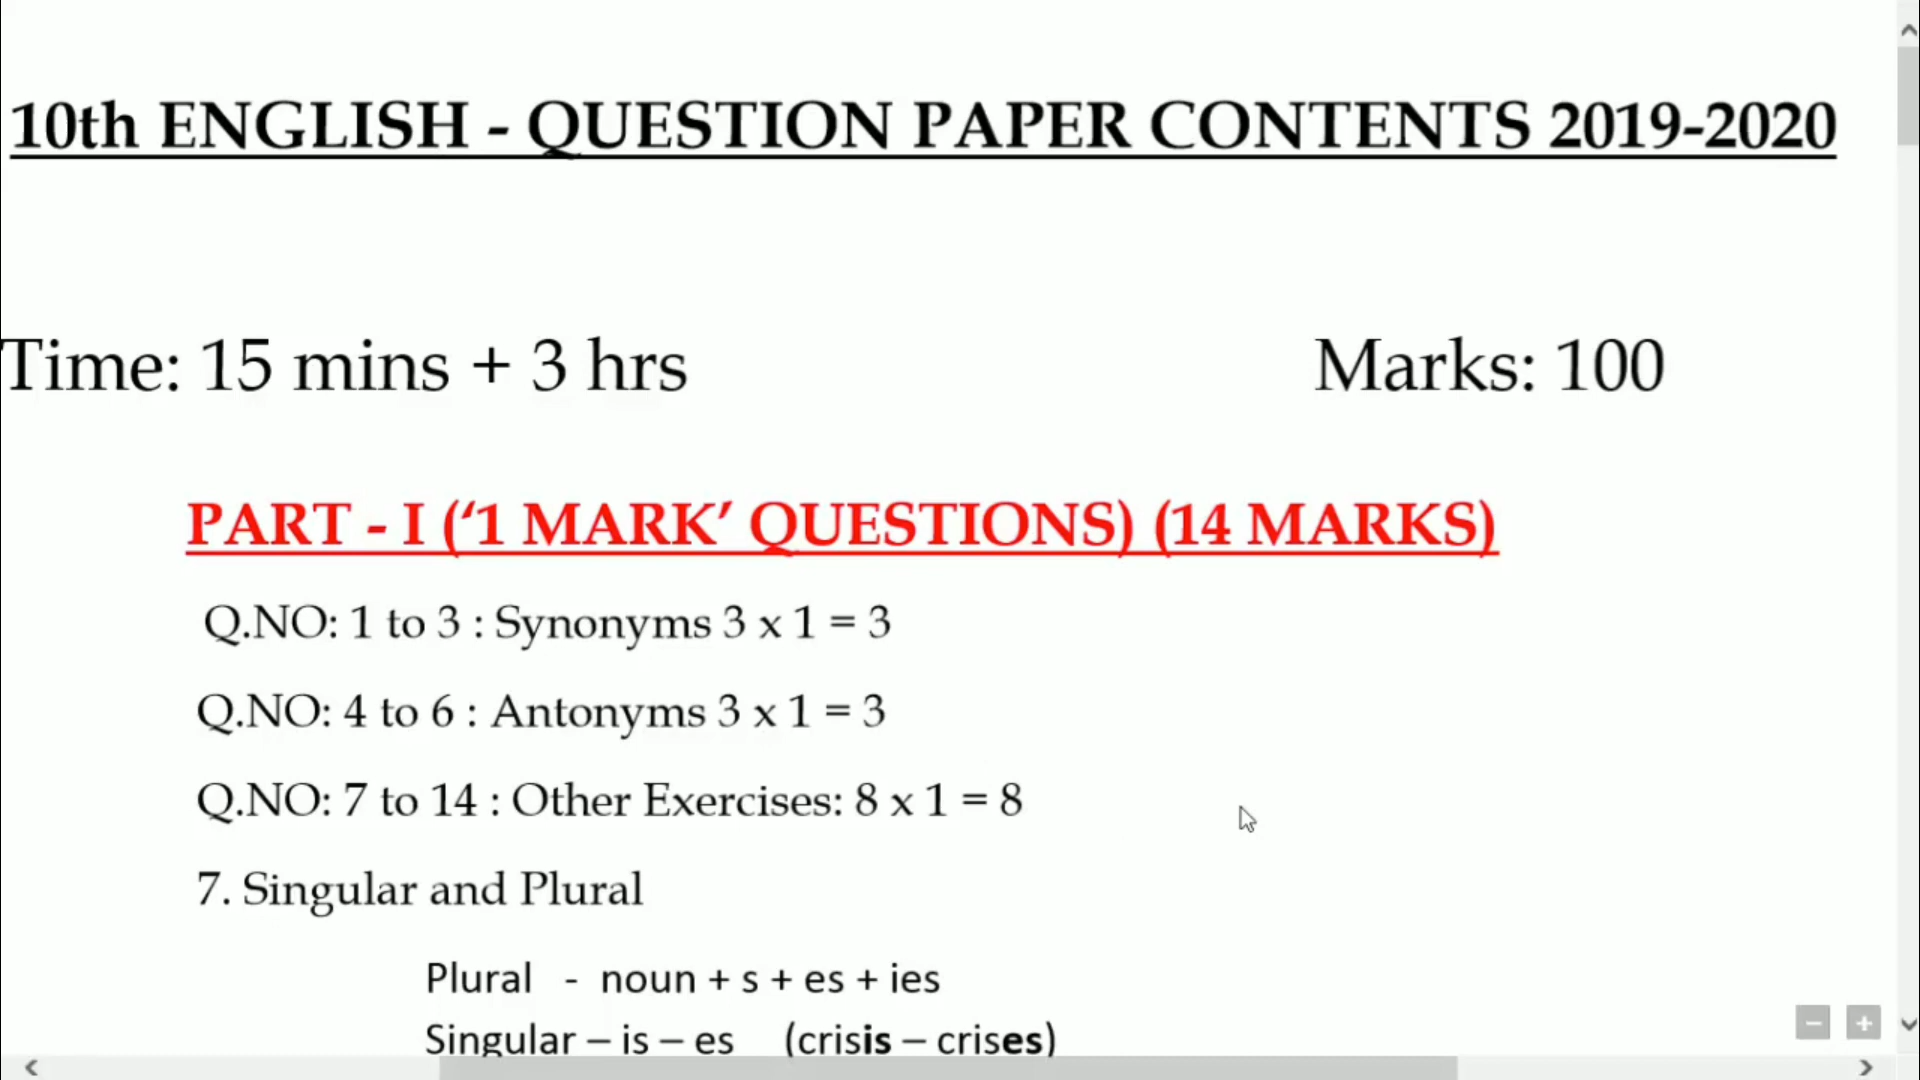 10th ENGLISH - QUESTION PAPER CONTENTS 2019-2020
Time: 15 mins + 3 hrs Marks: 100
PART - I (‘1 MARK’ QUESTIONS) (14 MARKS)
Q.NO: 1 to 3 : Synonyms 3 x 1 = 3
Q.NO: 4 to 6 : Antonyms 3 x 1 = 3
Q.NO: 7 to 14 : Other Exercises: 8 x 1 = 8
7. Singular and Plural
Plural - noun + s + es + ies
Singular – is – es (crisis – crises)